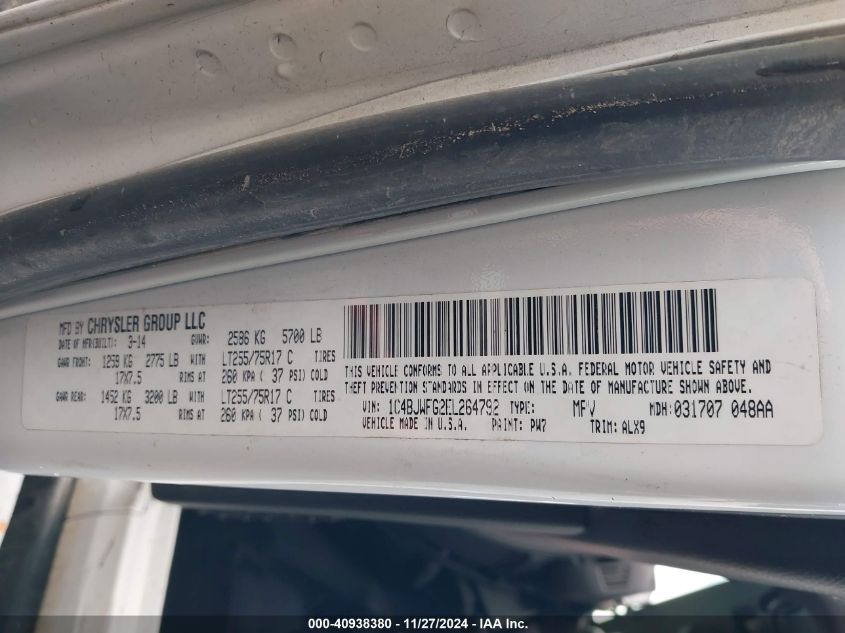 MFD BY CHRYSLER GROUP LLC
DATE OF MFR(BUILT): 3-14 GVWR: 2586 KG 5700 LB
GAWR FRONT: 1259 KG 2775 LB WITH LT255/75R17 C TIRES
17X7.5 RIMS AT 260 KPA ( 37 PSI) COLD
GAWR REAR: 1452 KG 3200 LB WITH LT255/75R17 C TIRES
17X7.5 RIMS AT 260 KPA ( 37 PSI) COLD
THIS VEHICLE CONFORMS TO ALL APPLICABLE U.S.A. FEDERAL MOTOR VEHICLE SAFETY AND
THEFT PREVENTION STANDARDS IN EFFECT ON THE DATE OF MANUFACTURE SHOWN ABOVE.
VIN: 1C4BJWFG2EL264792 TYPE: MPV MDH: 031707 048AA
VEHICLE MADE IN U.S.A. PAINT: PW7 TRIM: ALX9
000-40938380 — 11/27/2024 — IAA Inc.